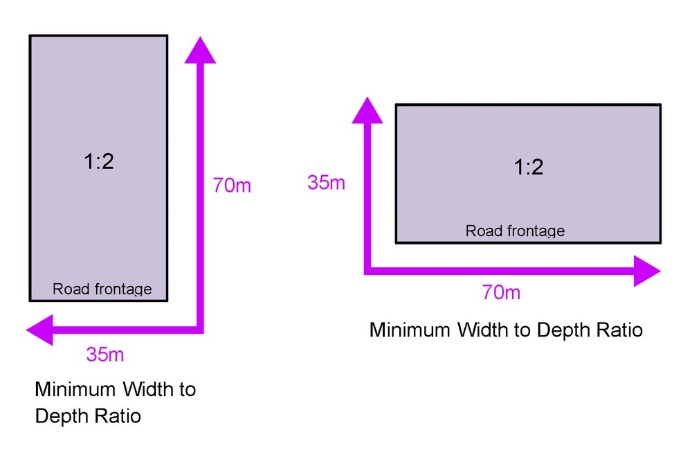 1:2
70m
Road frontage
35m
Minimum Width to
Depth Ratio
35m
1:2
Road frontage
70m
Minimum Width to Depth Ratio